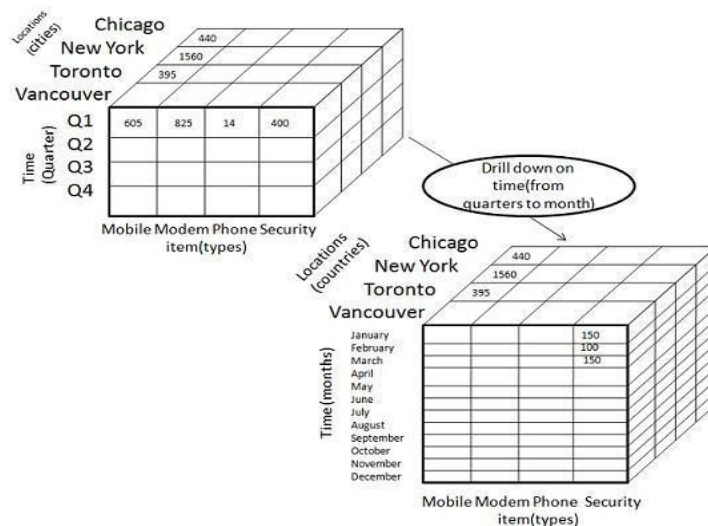 Locations
(cities)
Chicago
New York
Toronto
Vancouver
440
1560
395
Time
(Quarter)
Q1 605 825 14 400
Q2
Q3
Q4
Mobile Modem Phone Security
item(types)
Drill down on
time(from
quarters to month)
Locations
(countries)
Chicago
New York
Toronto
Vancouver
440
1560
395
Time(months)
January 150
February 100
March 150
April
May
June
July
August
September
October
November
December
Mobile Modem Phone Security
item(types)